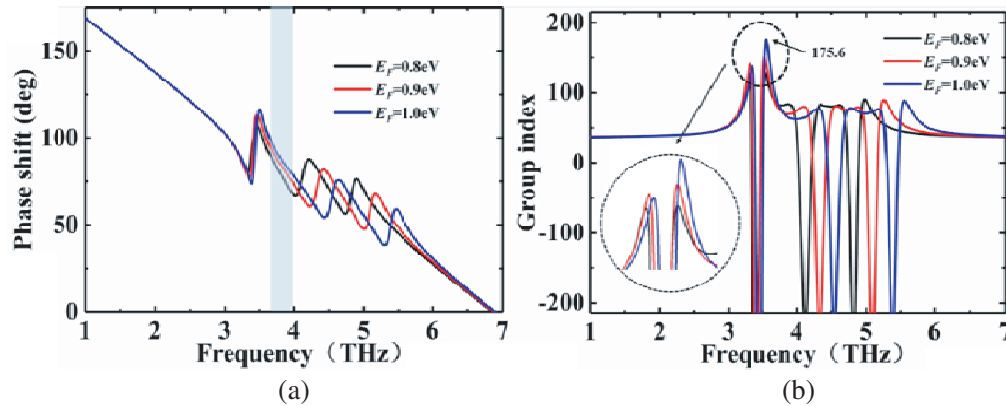 Phase shift (deg)
150
100
50
0
E_F=0.8eV
E_F=0.9eV
E_F=1.0eV
1 2 3 4 5 6 7
Frequency（THz）
(a)
Group index
200
100
0
-100
-200
175.6
E_F=0.8eV
E_F=0.9eV
E_F=1.0eV
1 2 3 4 5 6 7
Frequency（THz）
(b)